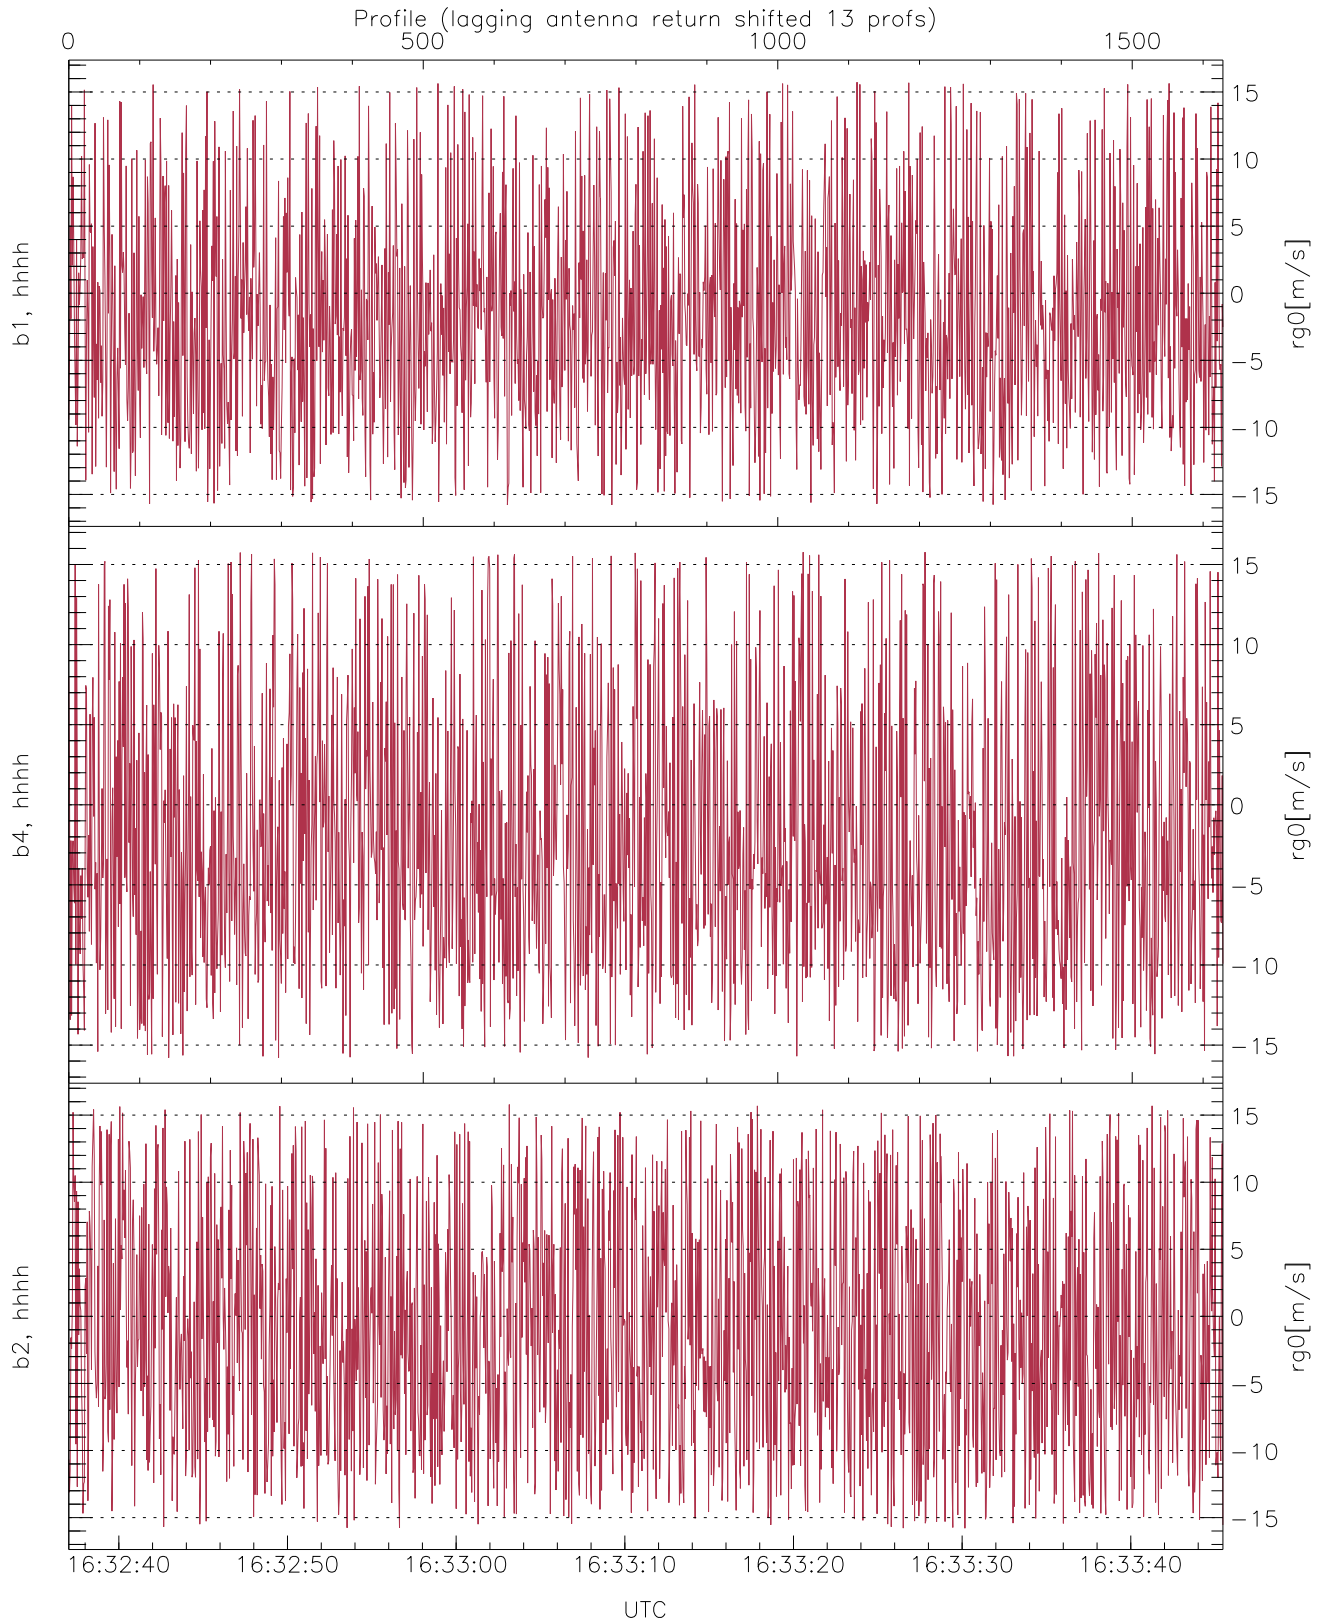 Profile (lagging antenna return shifted 13 profs)
0 500 1000 1500
15
10
5
0
-5
-10
-15
b1, hhhh
rg0[m/s]
15
10
5
0
-5
-10
-15
b4, hhhh
rg0[m/s]
15
10
5
0
-5
-10
-15
b2, hhhh
rg0[m/s]
16:32:40 16:32:50 16:33:00 16:33:10 16:33:20 16:33:30 16:33:40
UTC